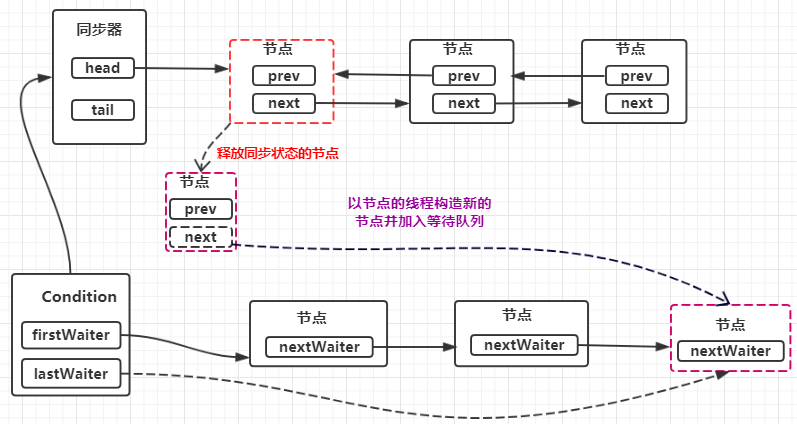 同步器
head
tail
节点
prev
next
节点
prev
next
节点
prev
next
释放同步状态的节点
节点
prev
next
以节点的线程构造新的
节点并加入等待队列
Condition
firstWaiter
lastWaiter
节点
nextWaiter
节点
nextWaiter
节点
nextWaiter